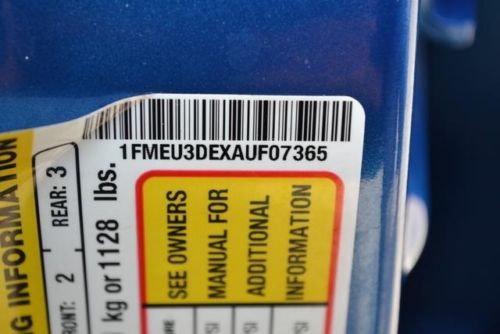 1FMEU3DEXAUF07365
G INFORMATION
REAR: 3
FRONT: 2
kg or 1128 lbs.
SEE OWNERS
MANUAL FOR
ADDITIONAL
INFORMATION